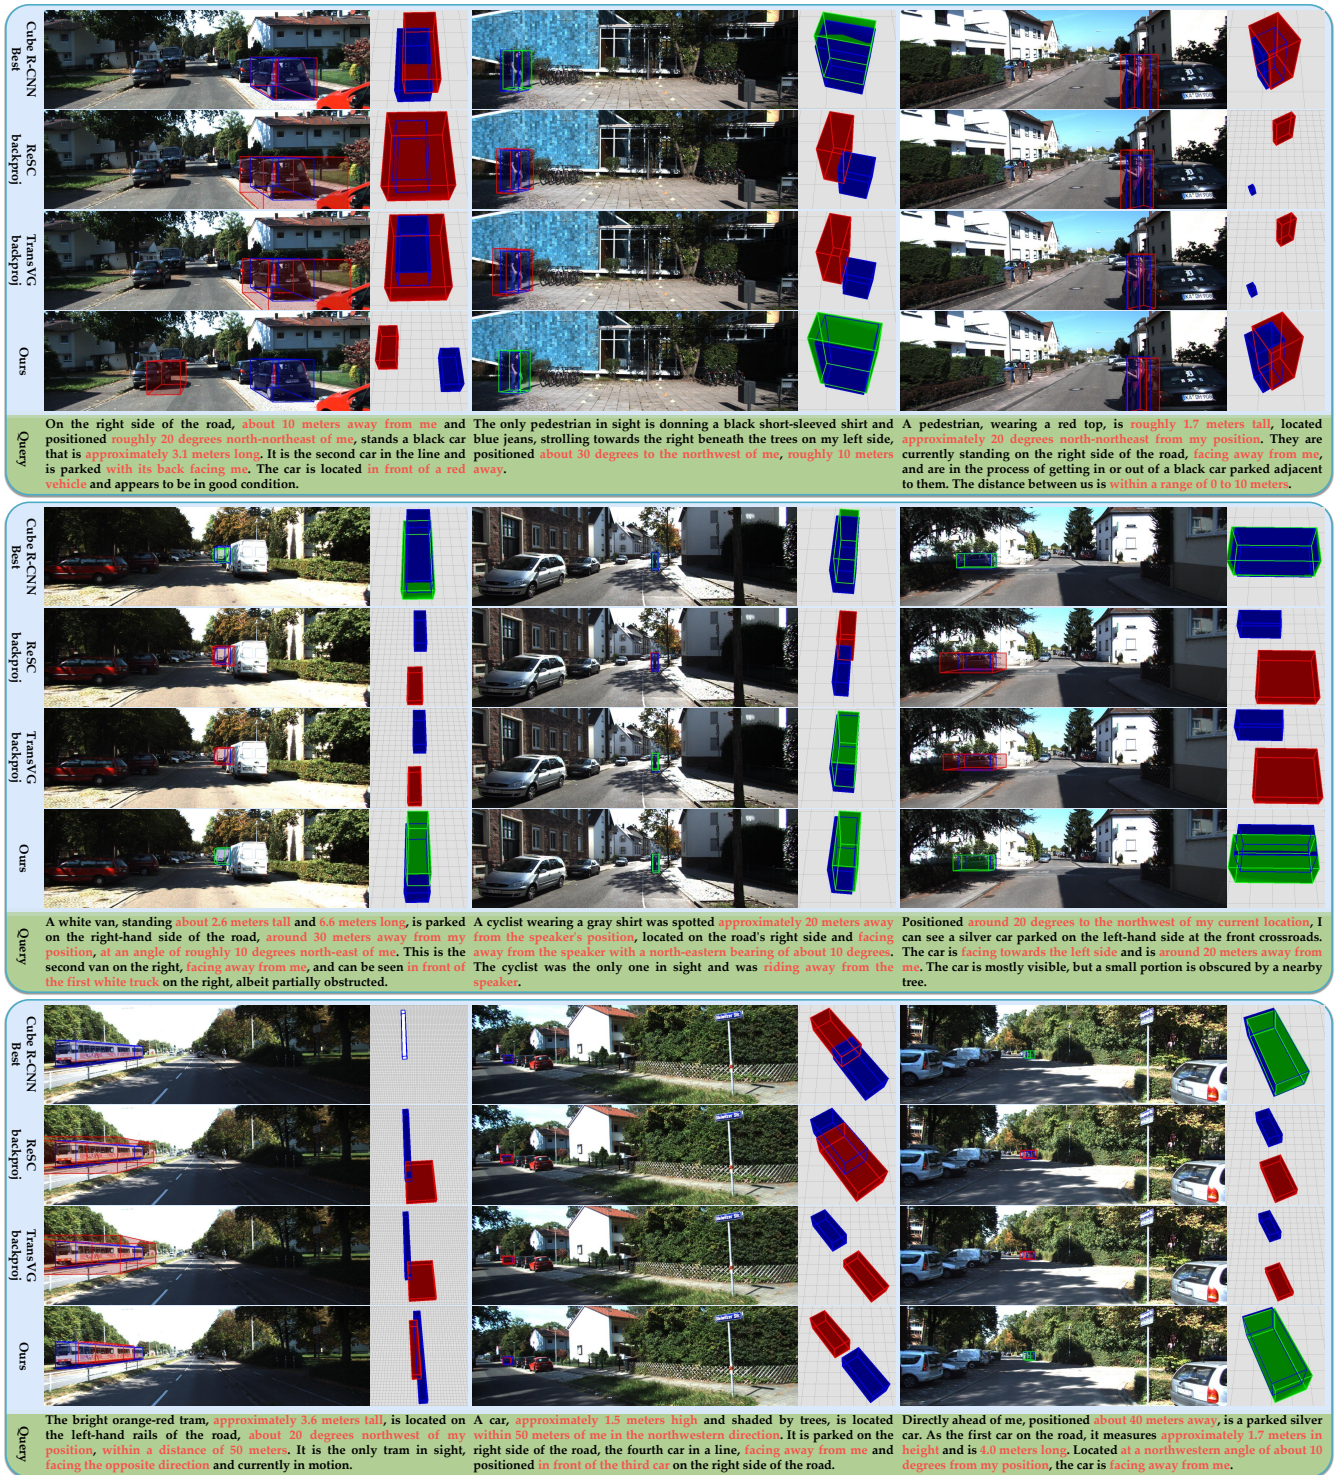 Cube R-CNN
Best
ReSC
backproj
TransVG
backproj
Ours
Query
On the right side of the road, about 10 meters away from me and
positioned roughly 20 degrees north-northeast of me, stands a black car
that is approximately 3.1 meters long. It is the second car in the line and
is parked with its back facing me. The car is located in front of a red
vehicle and appears to be in good condition.
The only pedestrian in sight is donning a black short-sleeved shirt and
blue jeans, strolling towards the right beneath the trees on my left side,
positioned about 30 degrees to the northwest of me, roughly 10 meters
away.
A pedestrian, wearing a red top, is roughly 1.7 meters tall, located
approximately 20 degrees north-northeast from my position. They are
currently standing on the right side of the road, facing away from me,
and are in the process of getting in or out of a black car parked adjacent
to them. The distance between us is within a range of 0 to 10 meters.
Cube R-CNN
Best
ReSC
backproj
TransVG
backproj
Ours
Query
A white van, standing about 2.6 meters tall and 6.6 meters long, is parked
on the right-hand side of the road, around 30 meters away from my
position, at an angle of roughly 10 degrees north-east of me. This is the
second van on the right, facing away from me, and can be seen in front of
the first white truck on the right, albeit partially obstructed.
A cyclist wearing a gray shirt was spotted approximately 20 meters away
from the speaker's position, located on the road's right side and facing
away from the speaker with a north-eastern bearing of about 10 degrees.
The cyclist was the only one in sight and was riding away from the
speaker.
Positioned around 20 degrees to the northwest of my current location, I
can see a silver car parked on the left-hand side at the front crossroads.
The car is facing towards the left side and is around 20 meters away from
me. The car is mostly visible, but a small portion is obscured by a nearby
tree.
Cube R-CNN
Best
ReSC
backproj
TransVG
backproj
Ours
Query
The bright orange-red tram, approximately 3.6 meters tall, is located on
the left-hand rails of the road, about 20 degrees northwest of my
position, within a distance of 50 meters. It is the only tram in sight,
facing the opposite direction and currently in motion.
A car, approximately 1.5 meters high and shaded by trees, is located
within 50 meters of me in the northwestern direction. It is parked on the
right side of the road, the fourth car in a line, facing away from me and
positioned in front of the third car on the right side of the road.
Directly ahead of me, positioned about 40 meters away, is a parked silver
car. As the first car on the road, it measures approximately 1.7 meters in
height and is 4.0 meters long. Located at a northwestern angle of about 10
degrees from my position, the car is facing away from me.